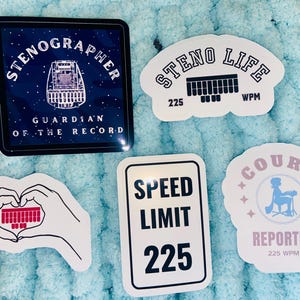 STENOGRAPHER
GUARDIAN
OF THE RECORD
STENO LIFE
225 WPM
SPEED
LIMIT
225
COUR
REPORT
225 WPM